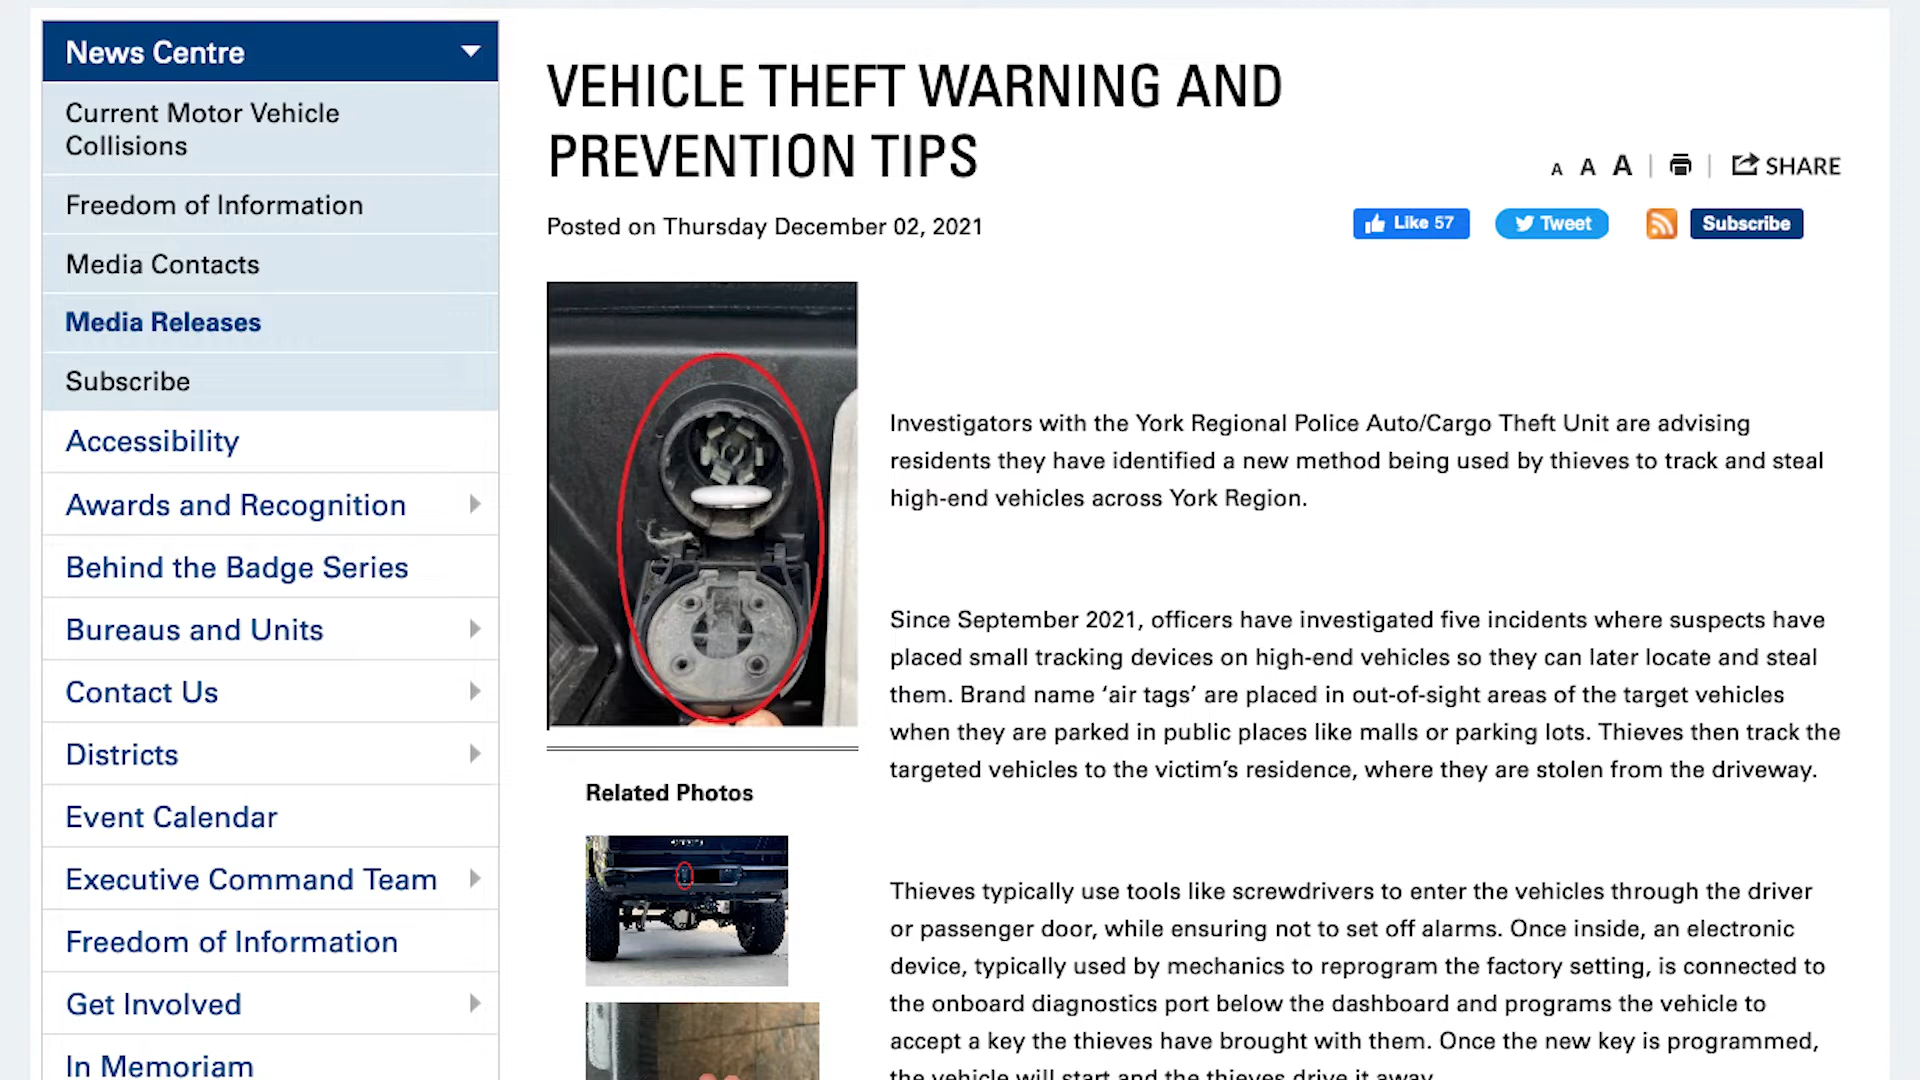 News Centre
Current Motor Vehicle
Collisions
Freedom of Information
Media Contacts
Media Releases
Subscribe
Accessibility
Awards and Recognition
Behind the Badge Series
Bureaus and Units
Contact Us
Districts
Event Calendar
Executive Command Team
Freedom of Information
Get Involved
In Memoriam
VEHICLE THEFT WARNING AND
PREVENTION TIPS
A A A | | SHARE
Posted on Thursday December 02, 2021
Like 57 Tweet Subscribe
Related Photos
Investigators with the York Regional Police Auto/Cargo Theft Unit are advising
residents they have identified a new method being used by thieves to track and steal
high-end vehicles across York Region.
Since September 2021, officers have investigated five incidents where suspects have
placed small tracking devices on high-end vehicles so they can later locate and steal
them. Brand name ‘air tags’ are placed in out-of-sight areas of the target vehicles
when they are parked in public places like malls or parking lots. Thieves then track the
targeted vehicles to the victim’s residence, where they are stolen from the driveway.
Thieves typically use tools like screwdrivers to enter the vehicles through the driver
or passenger door, while ensuring not to set off alarms. Once inside, an electronic
device, typically used by mechanics to reprogram the factory setting, is connected to
the onboard diagnostics port below the dashboard and programs the vehicle to
accept a key the thieves have brought with them. Once the new key is programmed,
the vehicle will start and the thieves drive it away.